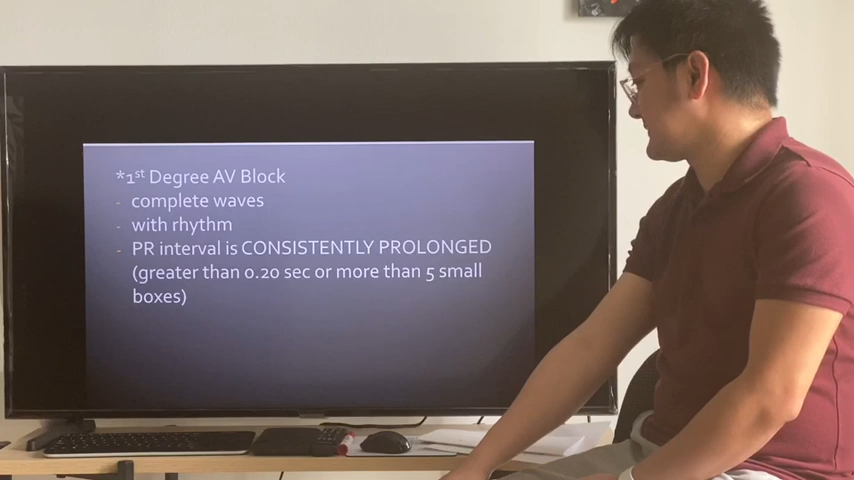 *1st Degree AV Block
- complete waves
- with rhythm
- PR interval is CONSISTENTLY PROLONGED
(greater than 0.20 sec or more than 5 small
boxes)